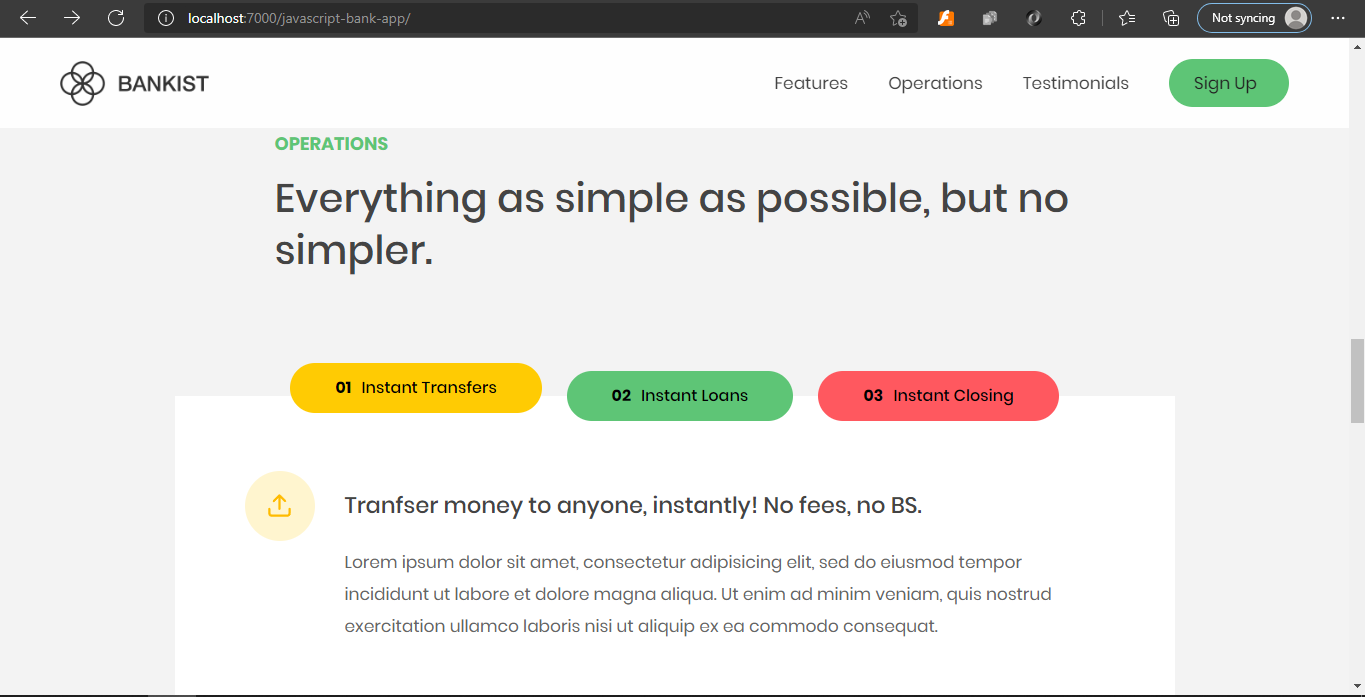 localhost:7000/javascript-bank-app/
Not syncing
BANKIST
Features Operations Testimonials Sign Up
OPERATIONS
Everything as simple as possible, but no
simpler.
01 Instant Transfers
02 Instant Loans
03 Instant Closing
Tranfser money to anyone, instantly! No fees, no BS.
Lorem ipsum dolor sit amet, consectetur adipisicing elit, sed do eiusmod tempor
incididunt ut labore et dolore magna aliqua. Ut enim ad minim veniam, quis nostrud
exercitation ullamco laboris nisi ut aliquip ex ea commodo consequat.